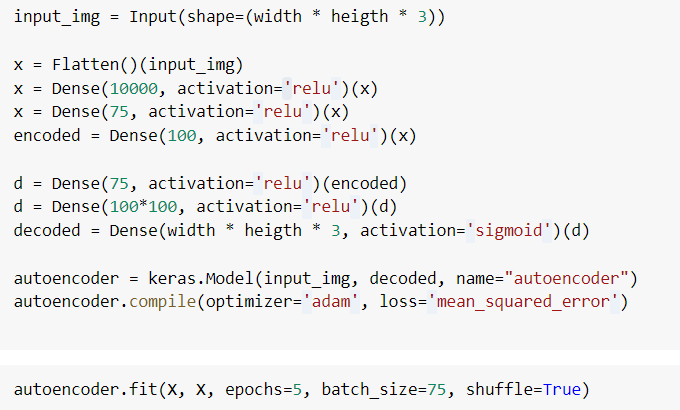 input_img = Input(shape=(width * heigth * 3))
x = Flatten()(input_img)
x = Dense(10000, activation='relu')(x)
x = Dense(75, activation='relu')(x)
encoded = Dense(100, activation='relu')(x)
d = Dense(75, activation='relu')(encoded)
d = Dense(100*100, activation='relu')(d)
decoded = Dense(width * heigth * 3, activation='sigmoid')(d)
autoencoder = keras.Model(input_img, decoded, name="autoencoder")
autoencoder.compile(optimizer='adam', loss='mean_squared_error')
autoencoder.fit(X, X, epochs=5, batch_size=75, shuffle=True)